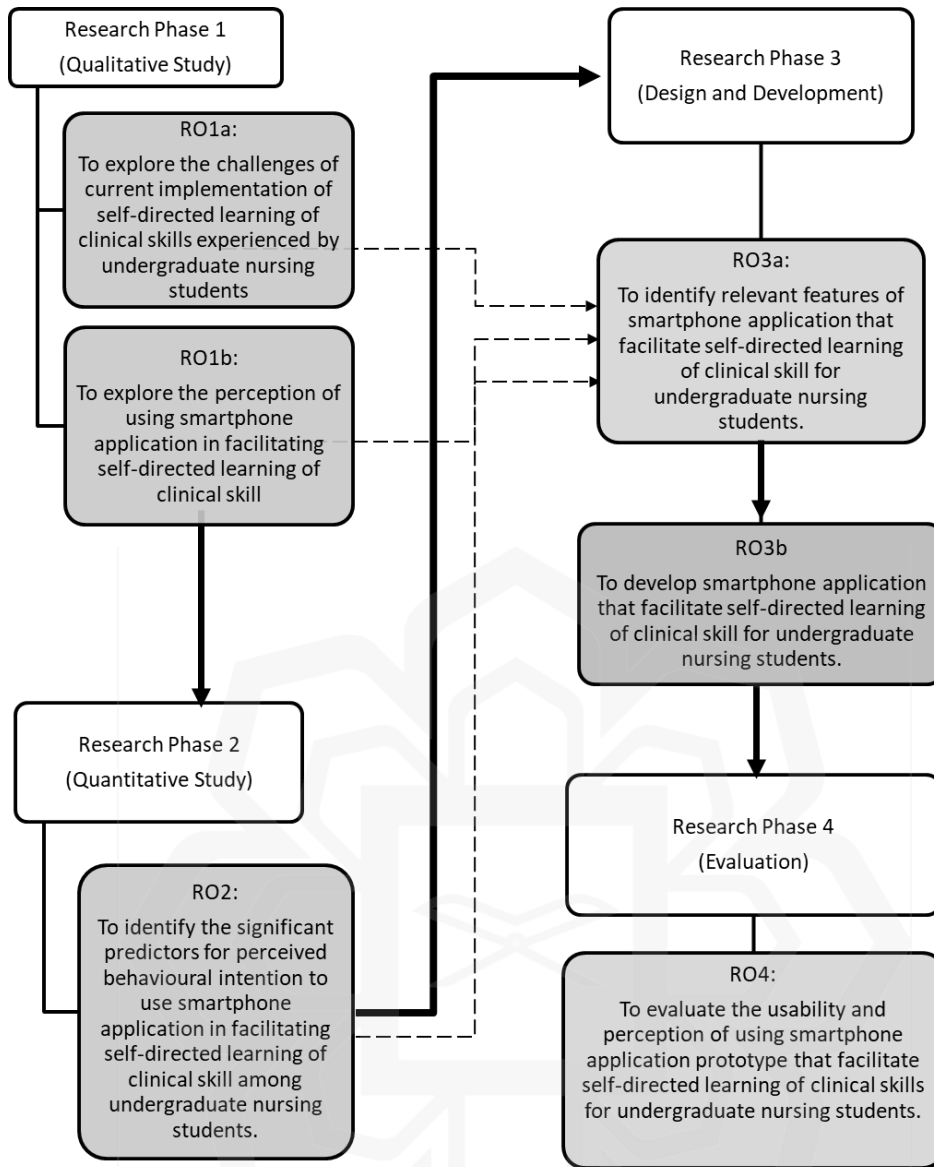 Research Phase 1
(Qualitative Study)
RO1a:
To explore the challenges of
current implementation of
self-directed learning of
clinical skills experienced by
undergraduate nursing
students
RO1b:
To explore the perception of
using smartphone
application in facilitating
self-directed learning of
clinical skill
Research Phase 2
(Quantitative Study)
RO2:
To identify the significant
predictors for perceived
behavioural intention to
use smartphone
application in facilitating
self-directed learning of
clinical skill among
undergraduate nursing
students.
Research Phase 3
(Design and Development)
RO3a:
To identify relevant features of
smartphone application that
facilitate self-directed learning
of clinical skill for
undergraduate nursing
students.
RO3b
To develop smartphone application
that facilitate self-directed learning
of clinical skill for undergraduate
nursing students.
Research Phase 4
(Evaluation)
RO4:
To evaluate the usability and
perception of using smartphone
application prototype that facilitate
self-directed learning of clinical skills
for undergraduate nursing students.